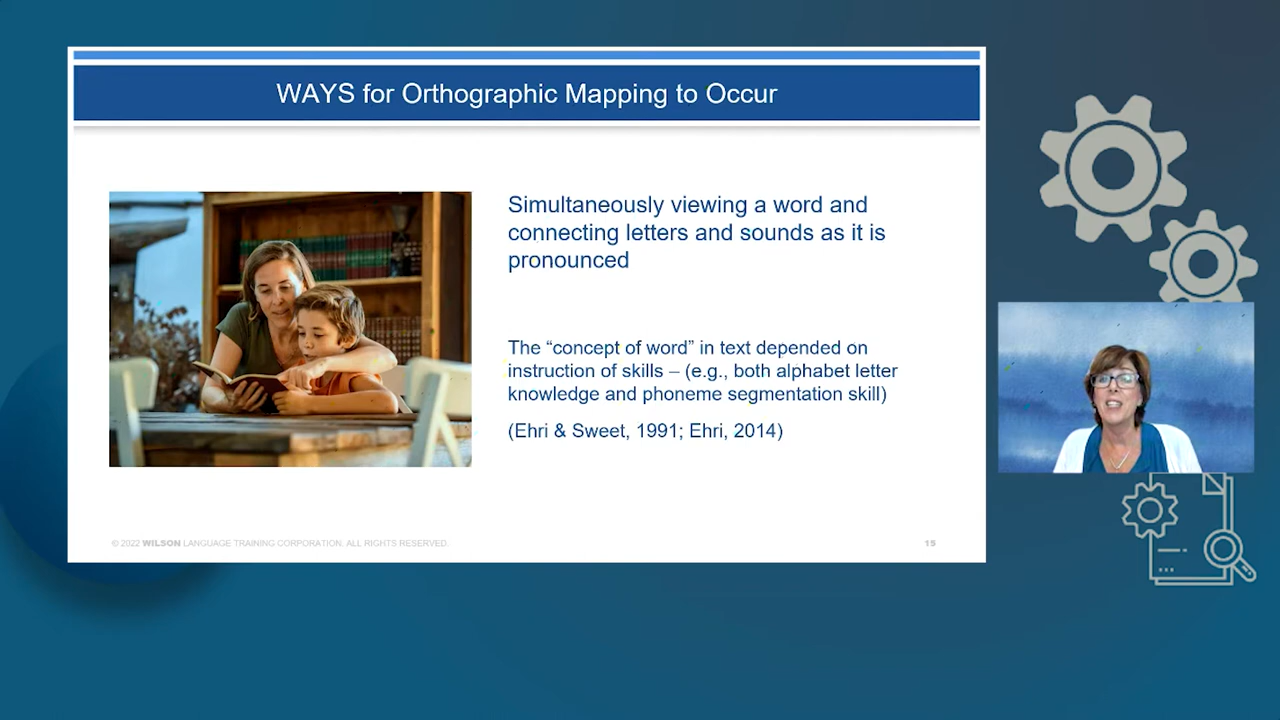 WAYS for Orthographic Mapping to Occur
Simultaneously viewing a word and
connecting letters and sounds as it is
pronounced
The “concept of word” in text depended on
instruction of skills – (e.g., both alphabet letter
knowledge and phoneme segmentation skill)
(Ehri & Sweet, 1991; Ehri, 2014)
© 2022 WILSON LANGUAGE TRAINING CORPORATION. ALL RIGHTS RESERVED.
15